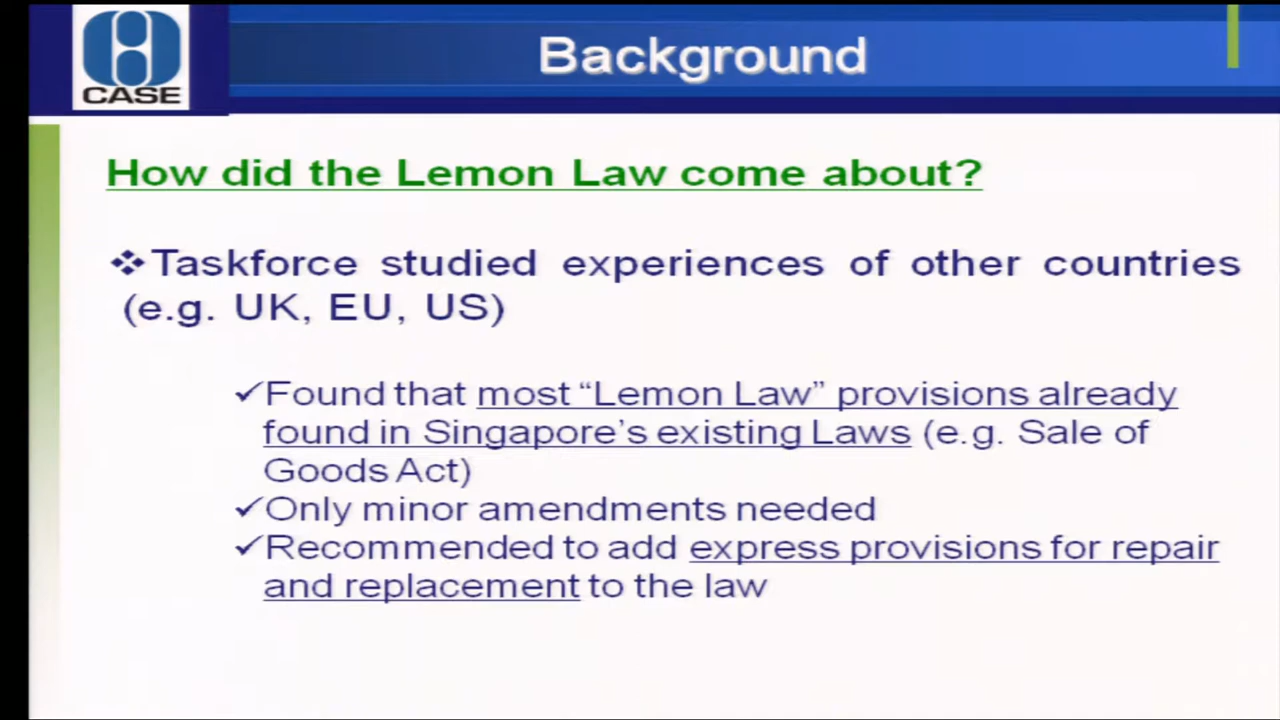 CASE
Background
How did the Lemon Law come about?
❖Taskforce studied experiences of other countries
(e.g. UK, EU, US)
✓Found that most “Lemon Law” provisions already
found in Singapore’s existing Laws (e.g. Sale of
Goods Act)
✓Only minor amendments needed
✓Recommended to add express provisions for repair
and replacement to the law